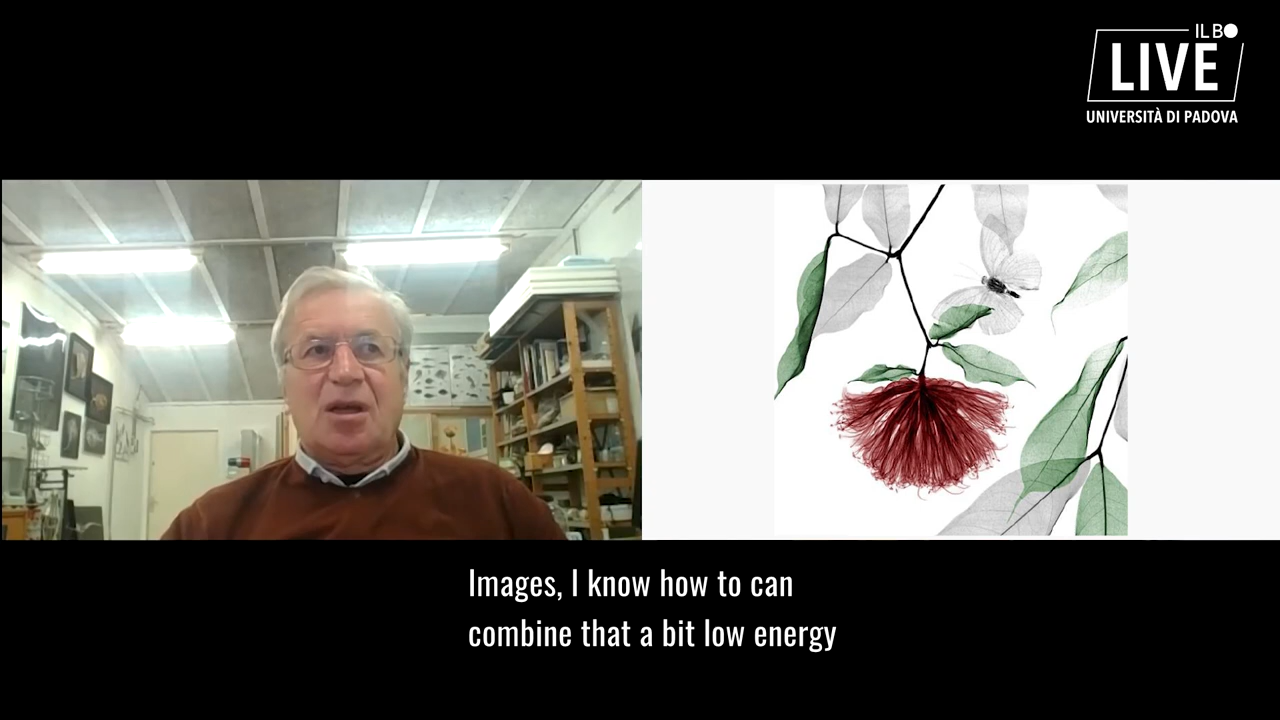 IL BO
LIVE
UNIVERSITÀ DI PADOVA
Images, I know how to can
combine that a bit low energy